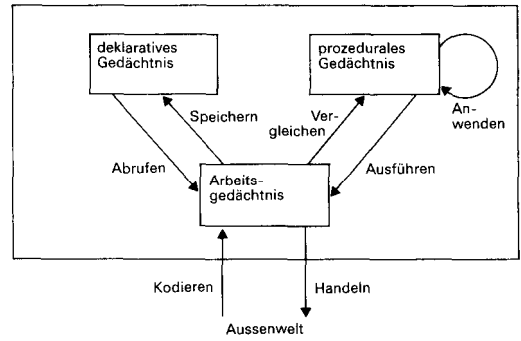 deklaratives
Gedächtnis
prozedurales
Gedächtnis
Speichern
Ver-
gleichen
An-
wenden
Abrufen
Ausführen
Arbeits-
gedächtnis
Kodieren
Handeln
Aussenwelt